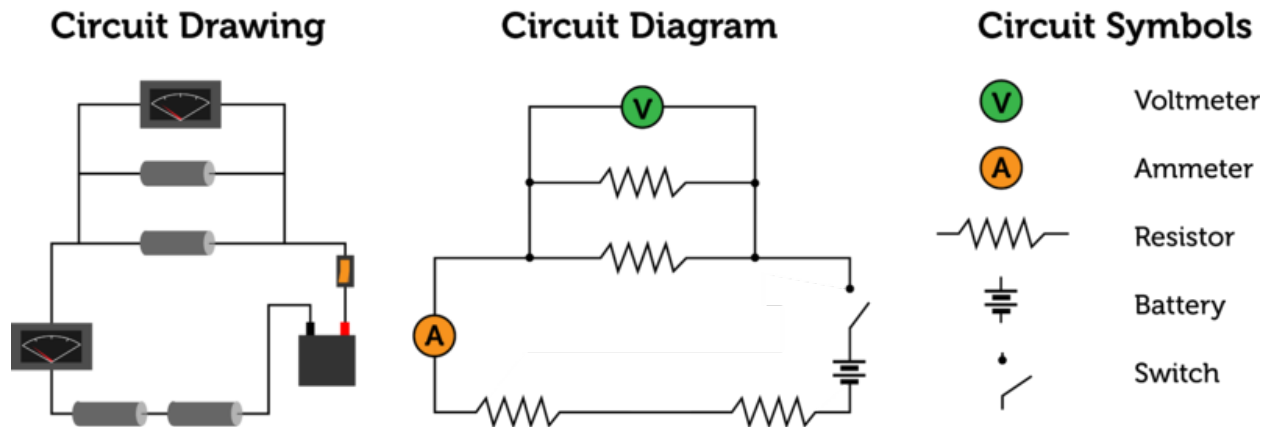 Circuit Drawing
Circuit Diagram
Circuit Symbols
V
A
V
Voltmeter
A
Ammeter
Resistor
Battery
Switch